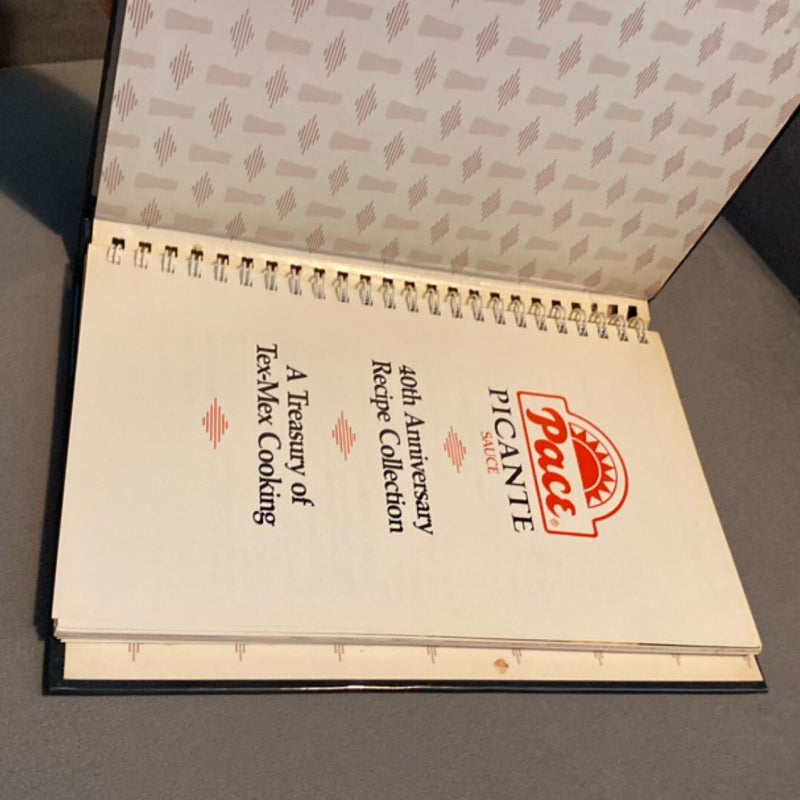 Pace®
PICANTE
SAUCE
40th Anniversary
Recipe Collection
A Treasury of
Tex-Mex Cooking